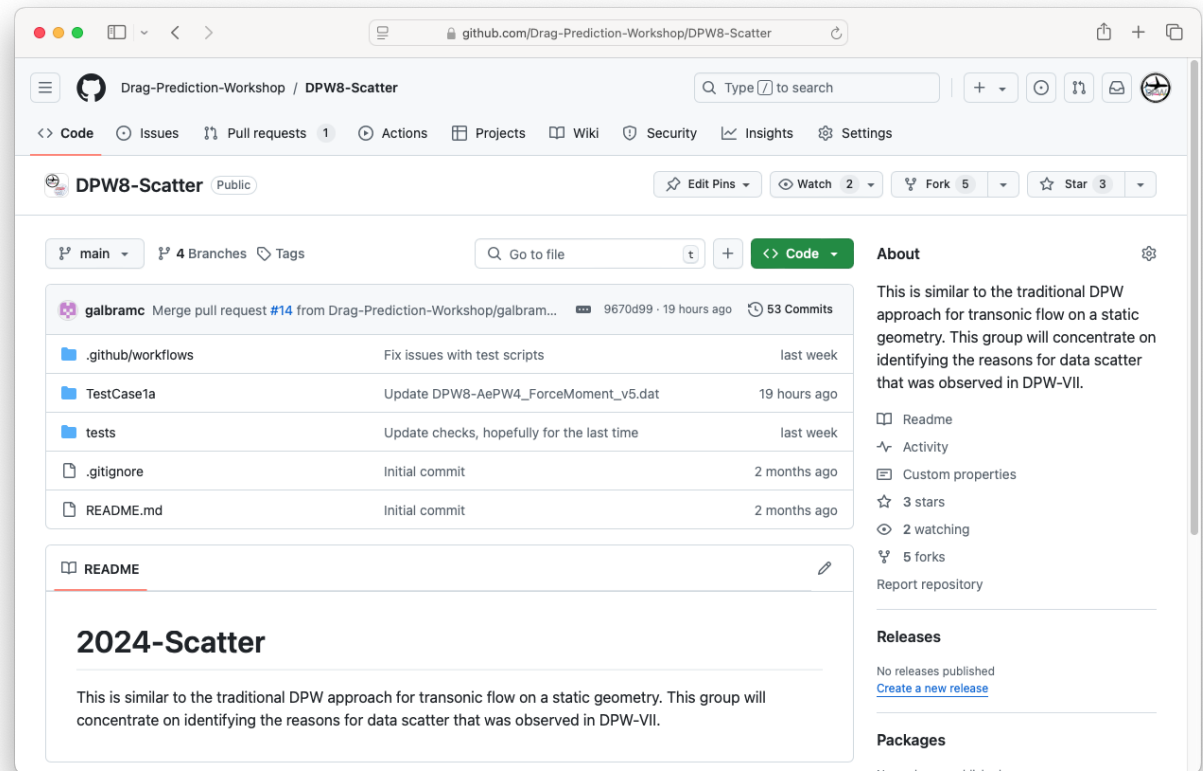 github.com/Drag-Prediction-Workshop/DPW8-Scatter
Drag-Prediction-Workshop / DPW8-Scatter
Type / to search
Code Issues Pull requests 1 Actions Projects Wiki Security Insights Settings
DPW8-Scatter Public
Edit Pins Watch 2 Fork 5 Star 3
main 4 Branches Tags Go to file t Code
galbramc Merge pull request #14 from Drag-Prediction-Workshop/galbram... 9670d99 · 19 hours ago 53 Commits
.github/workflows Fix issues with test scripts last week
TestCase1a Update DPW8-AePW4_ForceMoment_v5.dat 19 hours ago
tests Update checks, hopefully for the last time last week
.gitignore Initial commit 2 months ago
README.md Initial commit 2 months ago
README
2024-Scatter
This is similar to the traditional DPW approach for transonic flow on a static geometry. This group will
concentrate on identifying the reasons for data scatter that was observed in DPW-VII.
About
This is similar to the traditional DPW
approach for transonic flow on a static
geometry. This group will concentrate on
identifying the reasons for data scatter
that was observed in DPW-VII.
Readme
Activity
Custom properties
3 stars
2 watching
5 forks
Report repository
Releases
No releases published
Create a new release
Packages